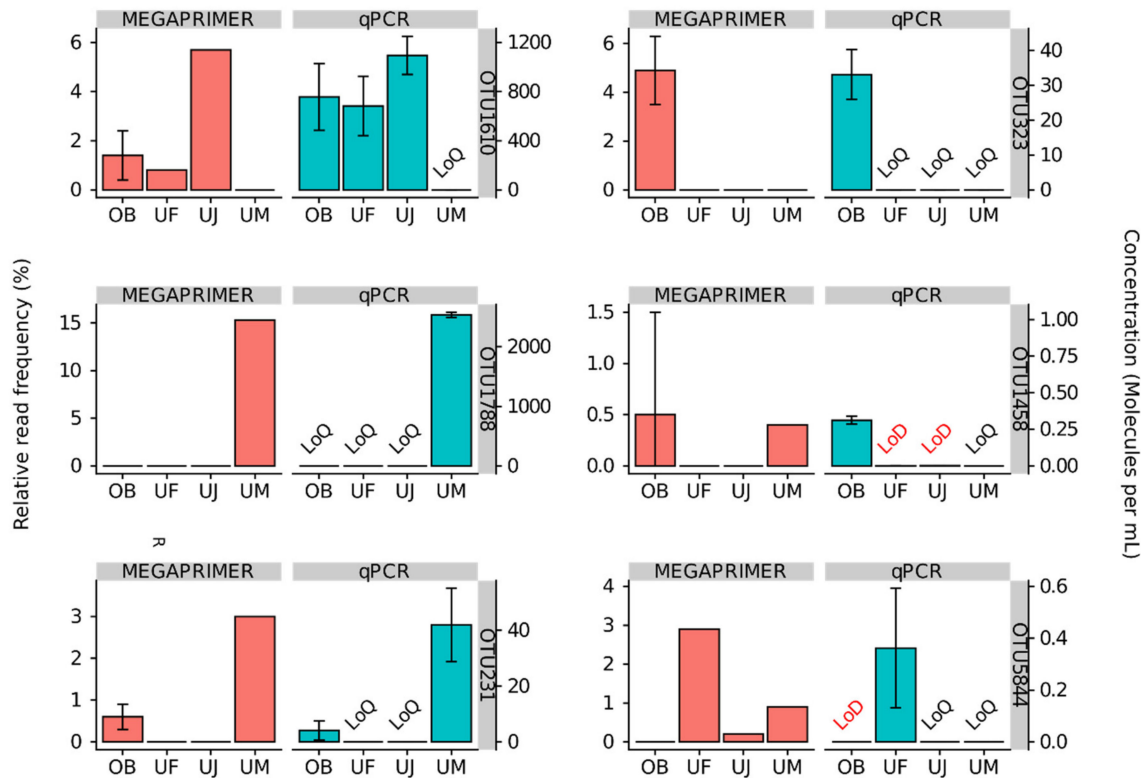 MEGAPRIMER qPCR
6 4 2 0
1200 800 400 0
OTU1610
LoQ
OB UF UJ UM OB UF UJ UM
MEGAPRIMER qPCR
6 4 2 0
40 30 20 10 0
OTU323
LoQ LoQ LoQ
OB UF UJ UM OB UF UJ UM
Relative read frequency (%)
Concentration (Molecules per mL)
MEGAPRIMER qPCR
15 10 5 0
2000 1000 0
OTU1788
LoQ LoQ LoQ
OB UF UJ UM OB UF UJ UM
MEGAPRIMER qPCR
1.5 1.0 0.5 0.0
1.00 0.75 0.50 0.25 0.00
OTU1458
LoD LoD LoQ
OB UF UJ UM OB UF UJ UM
R
MEGAPRIMER qPCR
3 2 1 0
40 20 0
OTU231
LoQ LoQ
OB UF UJ UM OB UF UJ UM
MEGAPRIMER qPCR
4 3 2 1 0
0.6 0.4 0.2 0.0
OTU5844
LoD LoQ LoQ
OB UF UJ UM OB UF UJ UM